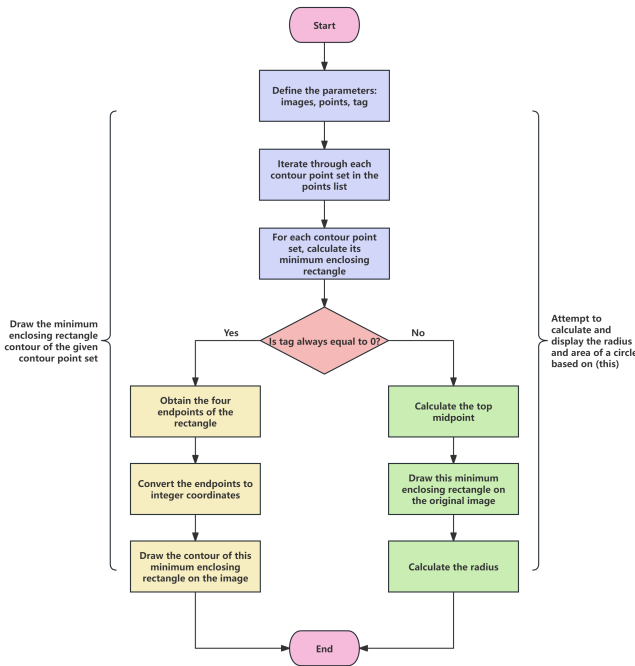 Start
Define the parameters:
images, points, tag
Iterate through each
contour point set in the
points list
For each contour point
set, calculate its
minimum enclosing
rectangle
Draw the minimum
enclosing rectangle
contour of the given
contour point set
Attempt to
calculate and
display the radius
and area of a circle
based on (this)
Yes
Is tag always equal to 0?
No
Obtain the four
endpoints of the
rectangle
Calculate the top
midpoint
Convert the endpoints to
integer coordinates
Draw this minimum
enclosing rectangle on
the original image
Draw the contour of this
minimum enclosing
rectangle on the image
Calculate the radius
End